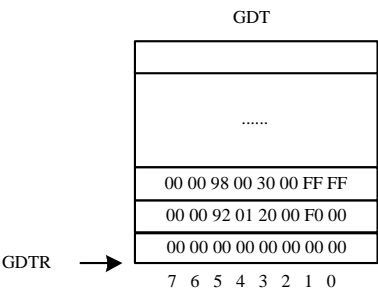 GDT
......
00 00 98 00 30 00 FF FF
00 00 92 01 20 00 F0 00
00 00 00 00 00 00 00 00
GDTR
7 6 5 4 3 2 1 0